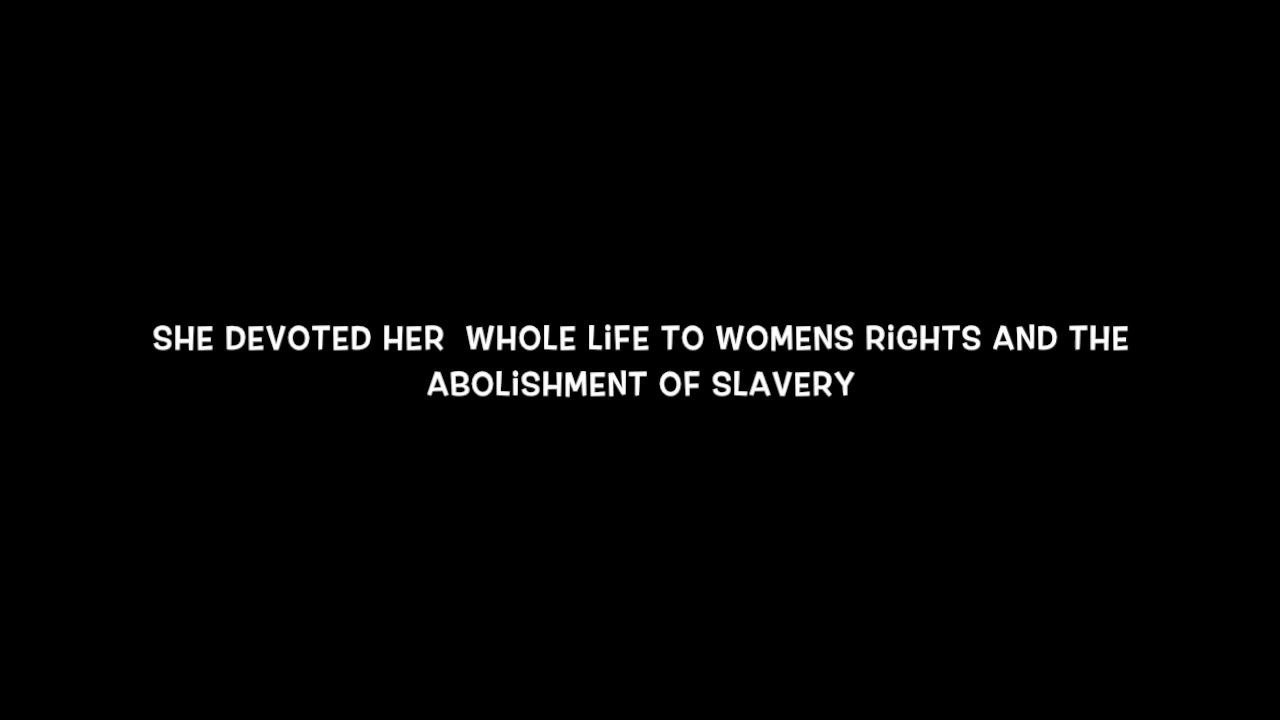 SHE DEVOTED HER  WHOLE LiFE TO WOMENS RiGHTS AND THE
ABOLiSHMENT OF SLAVERY